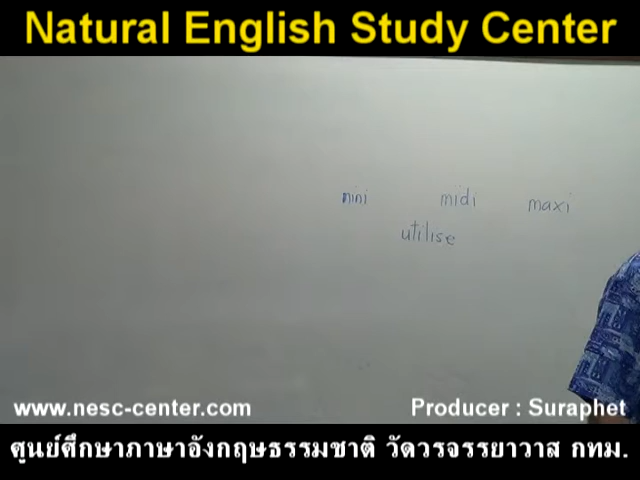 Natural English Study Center
mini midi maxi
utilise
www.nesc-center.com Producer : Suraphet
ศูนย์ศึกษาภาษาอังกฤษธรรมชาติ วัดวรจรรยาวาส กทม.